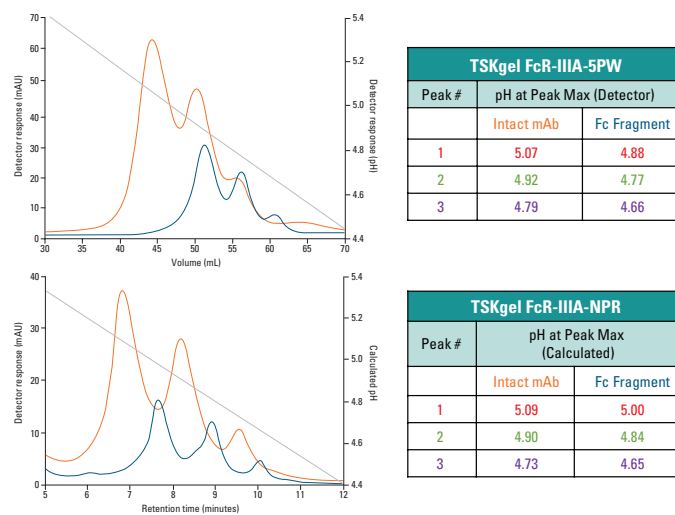 70
60
50
40
30
20
10
0
30
35
40
45
50
55
60
65
70
Volume (mL)
Detector response (mAU)
5.4
5.2
5.0
4.8
4.6
4.4
Detector response (pH)
TSKgel FcR-IIIA-5PW
Peak # pH at Peak Max (Detector)
Intact mAb Fc Fragment
1 5.07 4.88
2 4.92 4.77
3 4.79 4.66
40
30
20
10
0
5
6
7
8
9
10
11
12
Retention time (minutes)
Detector response (mAU)
5.4
5.2
5.0
4.8
4.6
4.4
Calculated pH
TSKgel FcR-IIIA-NPR
Peak # pH at Peak Max
(Calculated)
Intact mAb Fc Fragment
1 5.09 5.00
2 4.90 4.84
3 4.73 4.65